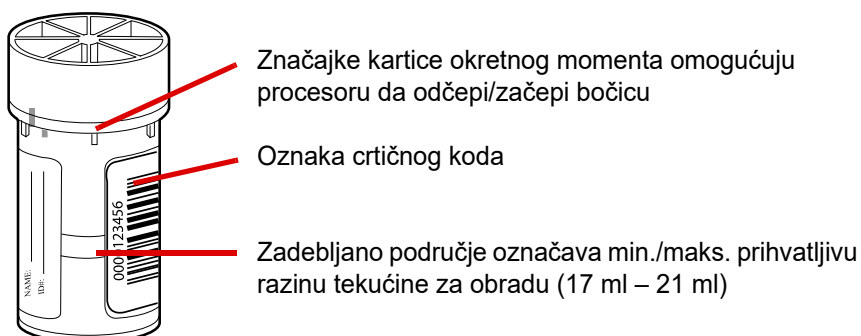 Značajke kartice okretnog momenta omogućuju
procesoru da odčepi/začepi bočicu
Oznaka crtičnog koda
Zadebljano područje označava min./maks. prihvatljivu
razinu tekućine za obradu (17 ml – 21 ml)
NAME:
ID#:
0000123456